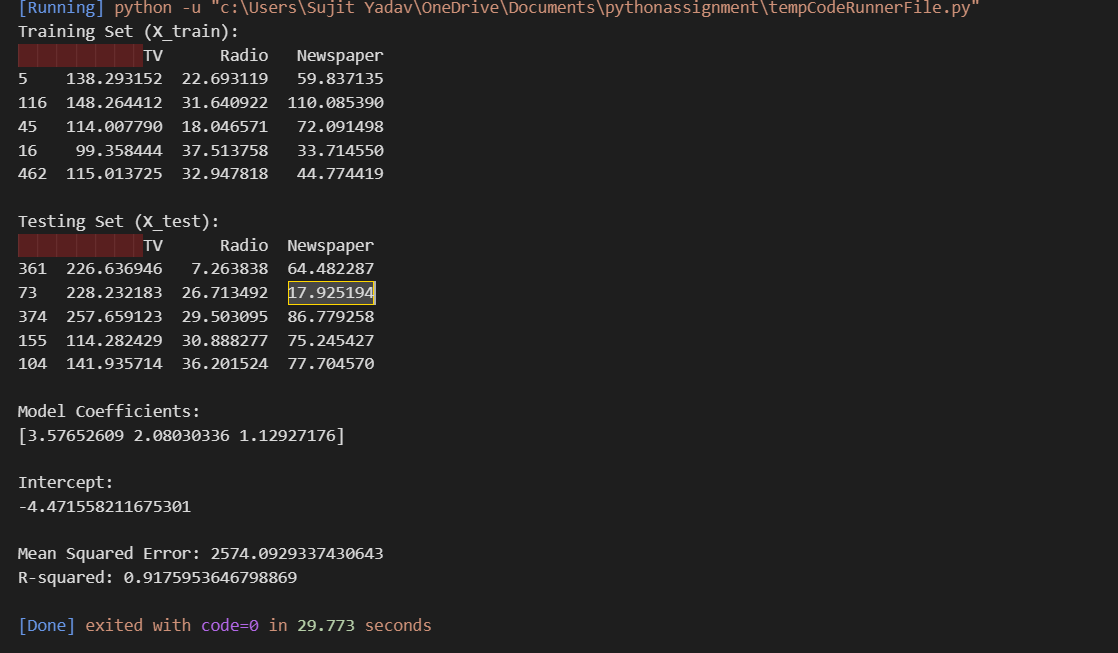 [Running] python -u "c:\Users\Sujit Yadav\OneDrive\Documents\pythonassignment\tempCodeRunnerFile.py"
Training Set (X_train):
             TV      Radio   Newspaper
5    138.293152  22.693119   59.837135
116  148.264412  31.640922  110.085390
45   114.007790  18.046571   72.091498
16    99.358444  37.513758   33.714550
462  115.013725  32.947818   44.774419

Testing Set (X_test):
             TV      Radio  Newspaper
361  226.636946   7.263838  64.482287
73   228.232183  26.713492  17.925194
374  257.659123  29.503095  86.779258
155  114.282429  30.888277  75.245427
104  141.935714  36.201524  77.704570

Model Coefficients:
[3.57652609 2.08030336 1.12927176]

Intercept:
-4.471558211675301

Mean Squared Error: 2574.0929337430643
R-squared: 0.9175953646798869

[Done] exited with code=0 in 29.773 seconds